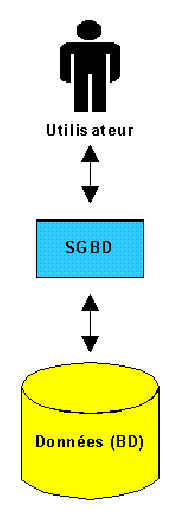 Utilisateur
SGBD
Données (BD)